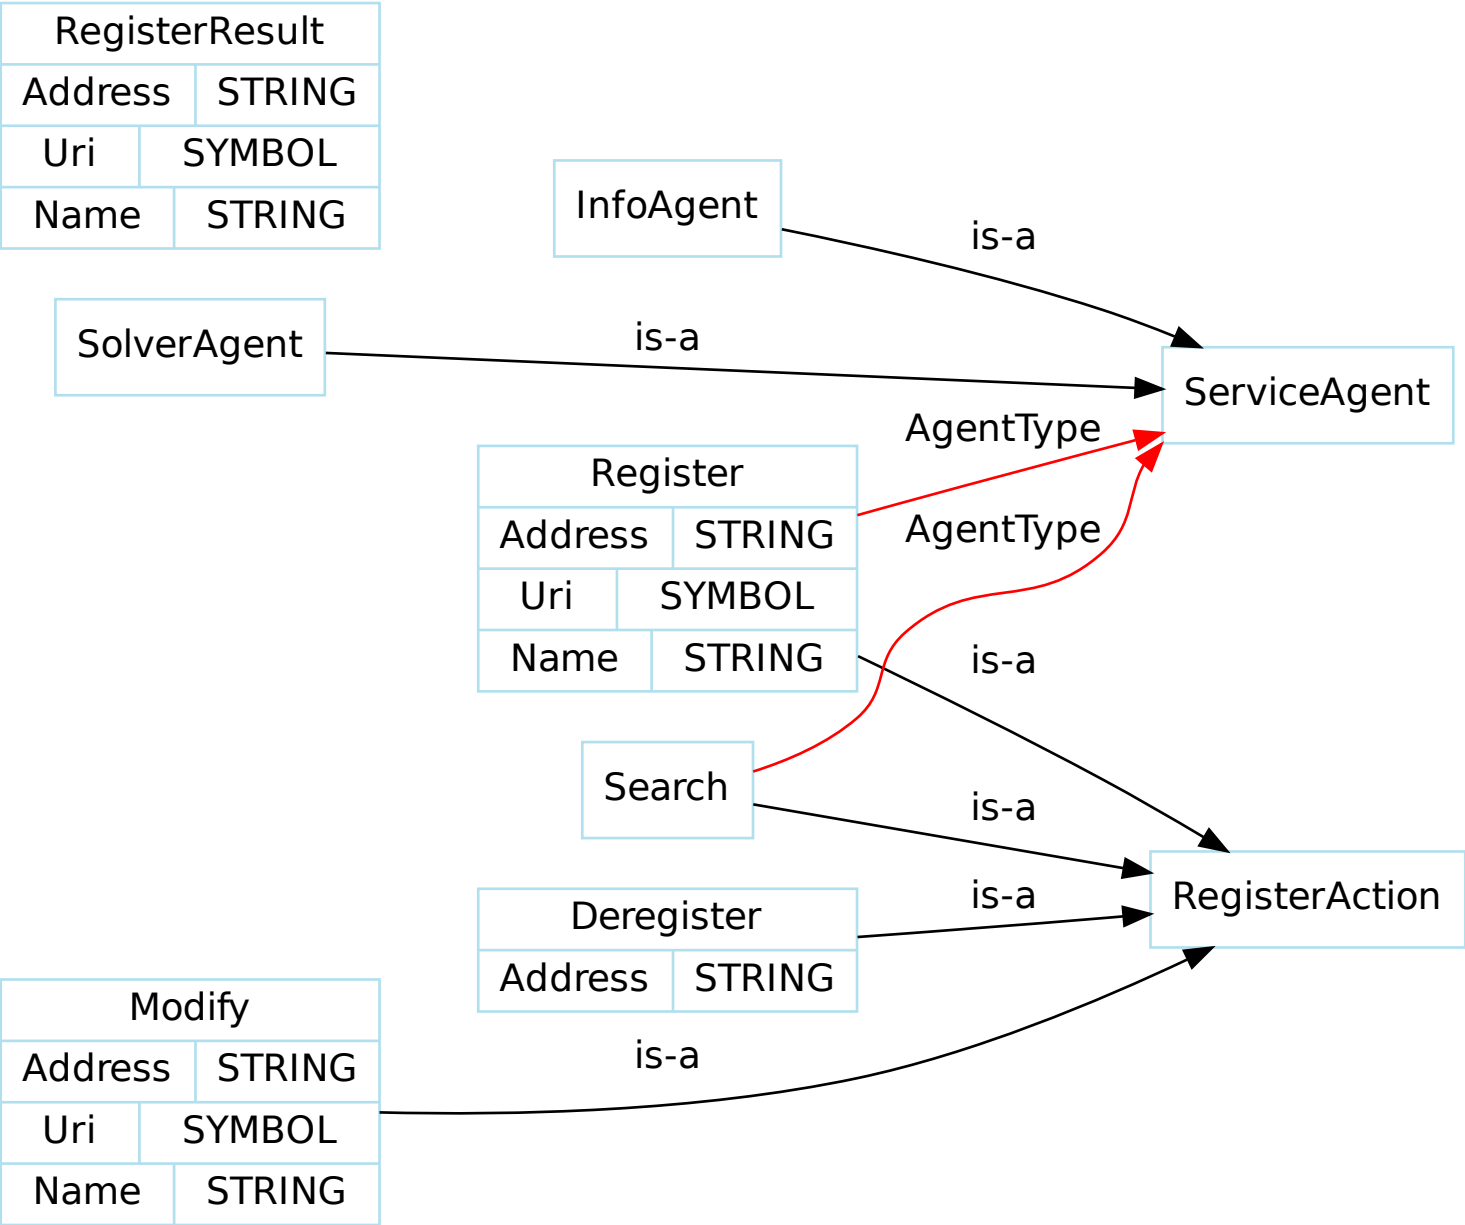 RegisterResult
Address STRING
Uri SYMBOL
Name STRING
InfoAgent
is-a
SolverAgent
is-a
ServiceAgent
Register
Address STRING
Uri SYMBOL
Name STRING
AgentType
AgentType
is-a
Search
is-a
Deregister
Address STRING
is-a
RegisterAction
Modify
Address STRING
Uri SYMBOL
Name STRING
is-a